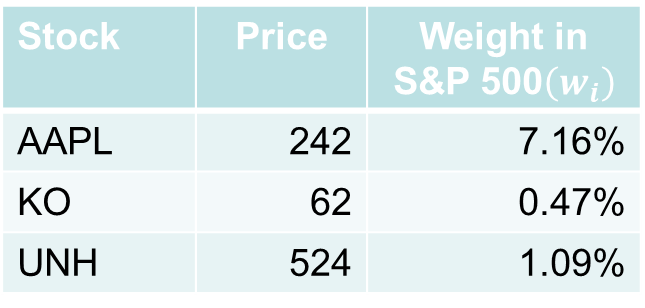 Stock Price Weight in
S&P 500(wᵢ)
AAPL 242 7.16%
KO 62 0.47%
UNH 524 1.09%